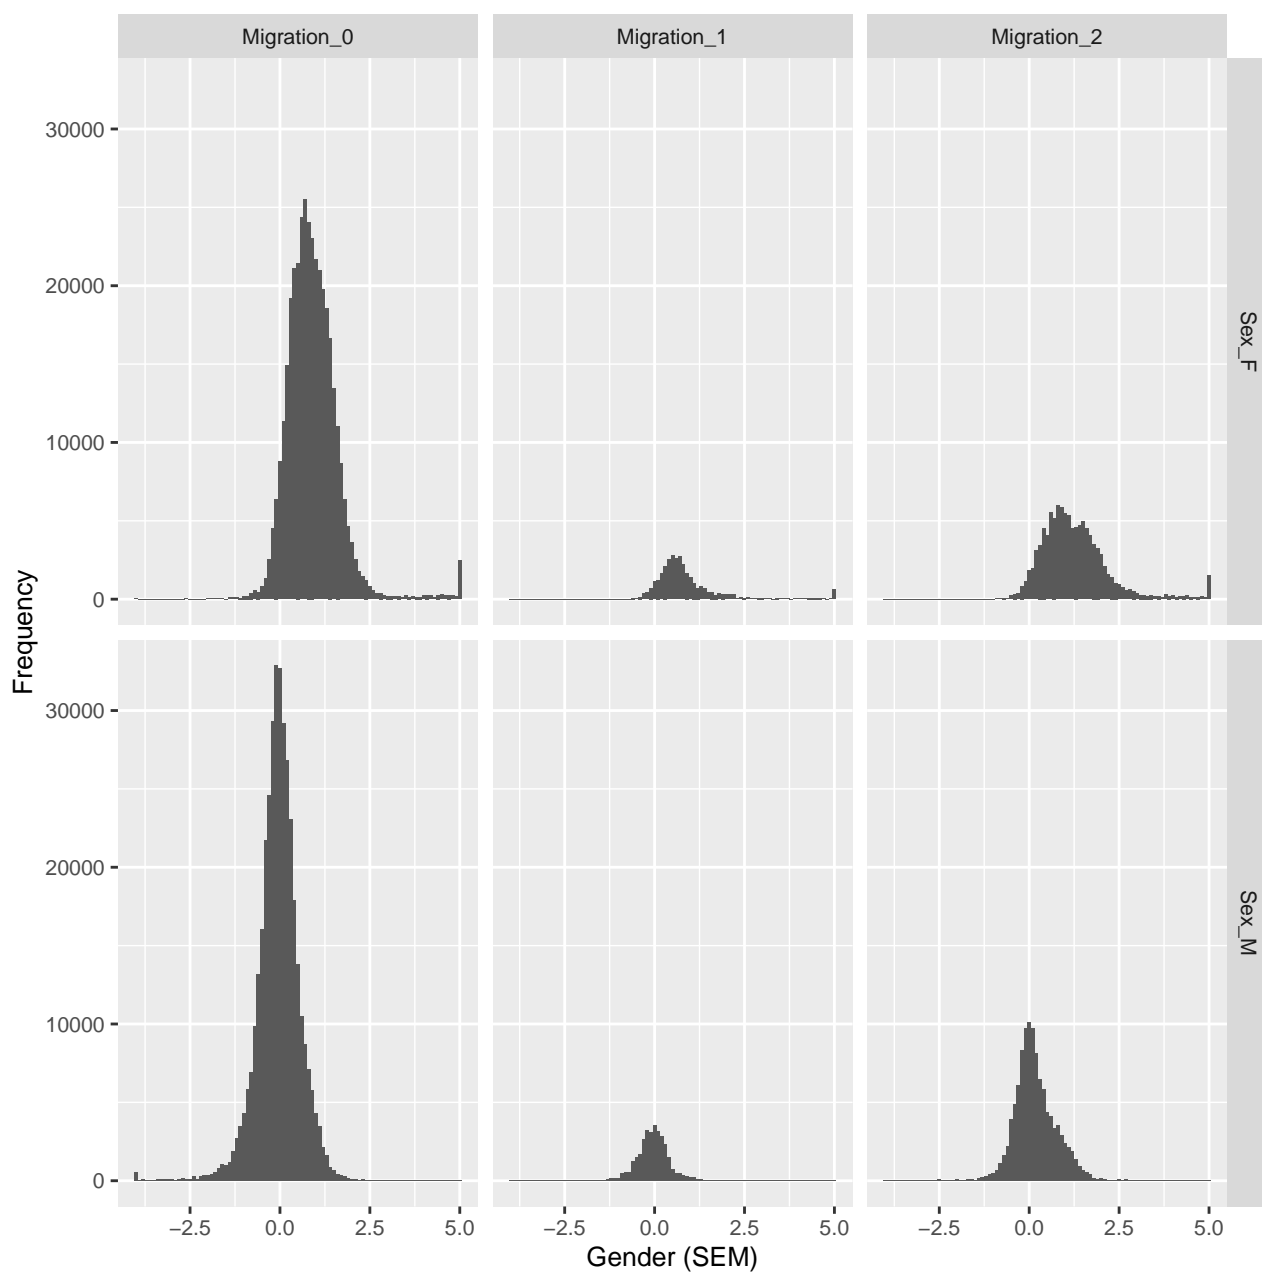 Migration_0 Migration_1 Migration_2
30000
20000
10000
0
Sex_F
Frequency
30000
20000
10000
0
Sex_M
−2.5 0.0 2.5 5.0 −2.5 0.0 2.5 5.0 −2.5 0.0 2.5 5.0
Gender (SEM)